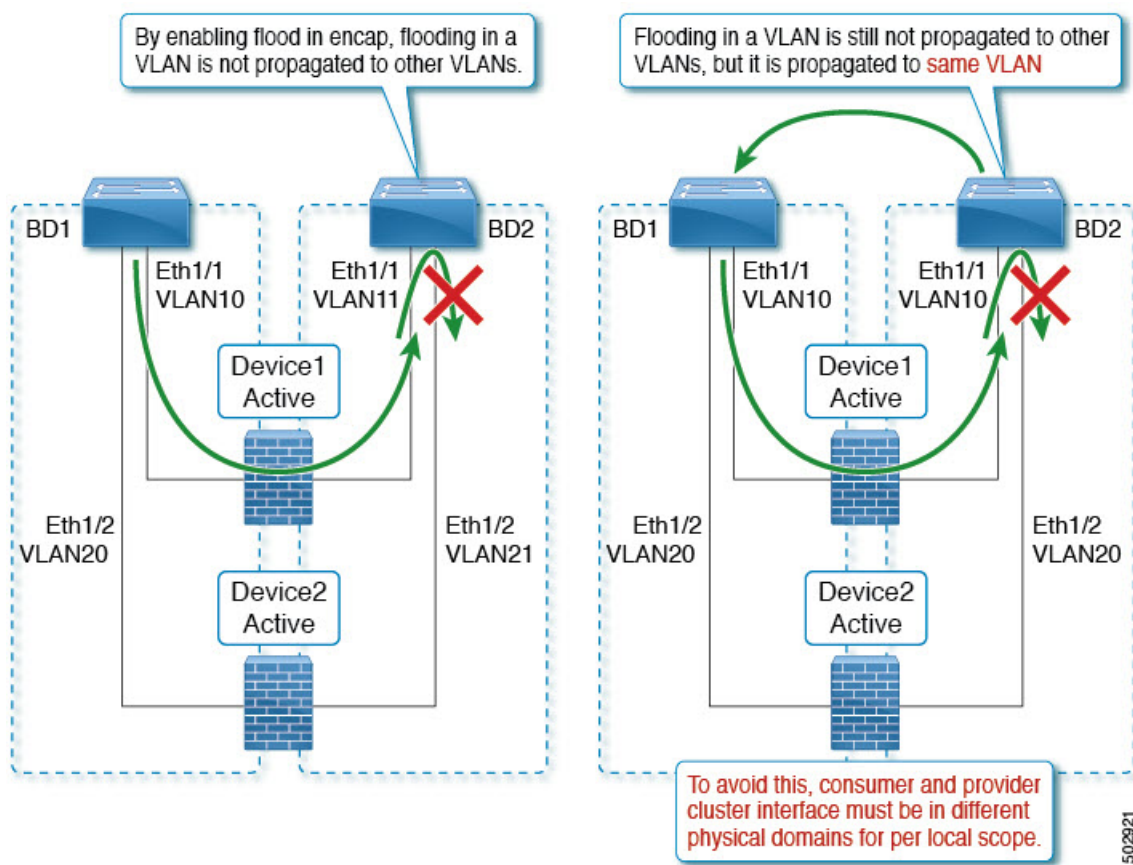 By enabling flood in encap, flooding in a
VLAN is not propagated to other VLANs.
BD1
BD2
Eth1/1
VLAN10
Eth1/1
VLAN11
Device1
Active
Eth1/2
VLAN20
Eth1/2
VLAN21
Device2
Active
Flooding in a VLAN is still not propagated to other
VLANs, but it is propagated to same VLAN
BD1
BD2
Eth1/1
VLAN10
Eth1/1
VLAN10
Device1
Active
Eth1/2
VLAN20
Eth1/2
VLAN20
Device2
Active
To avoid this, consumer and provider
cluster interface must be in different
physical domains for per local scope.
502921